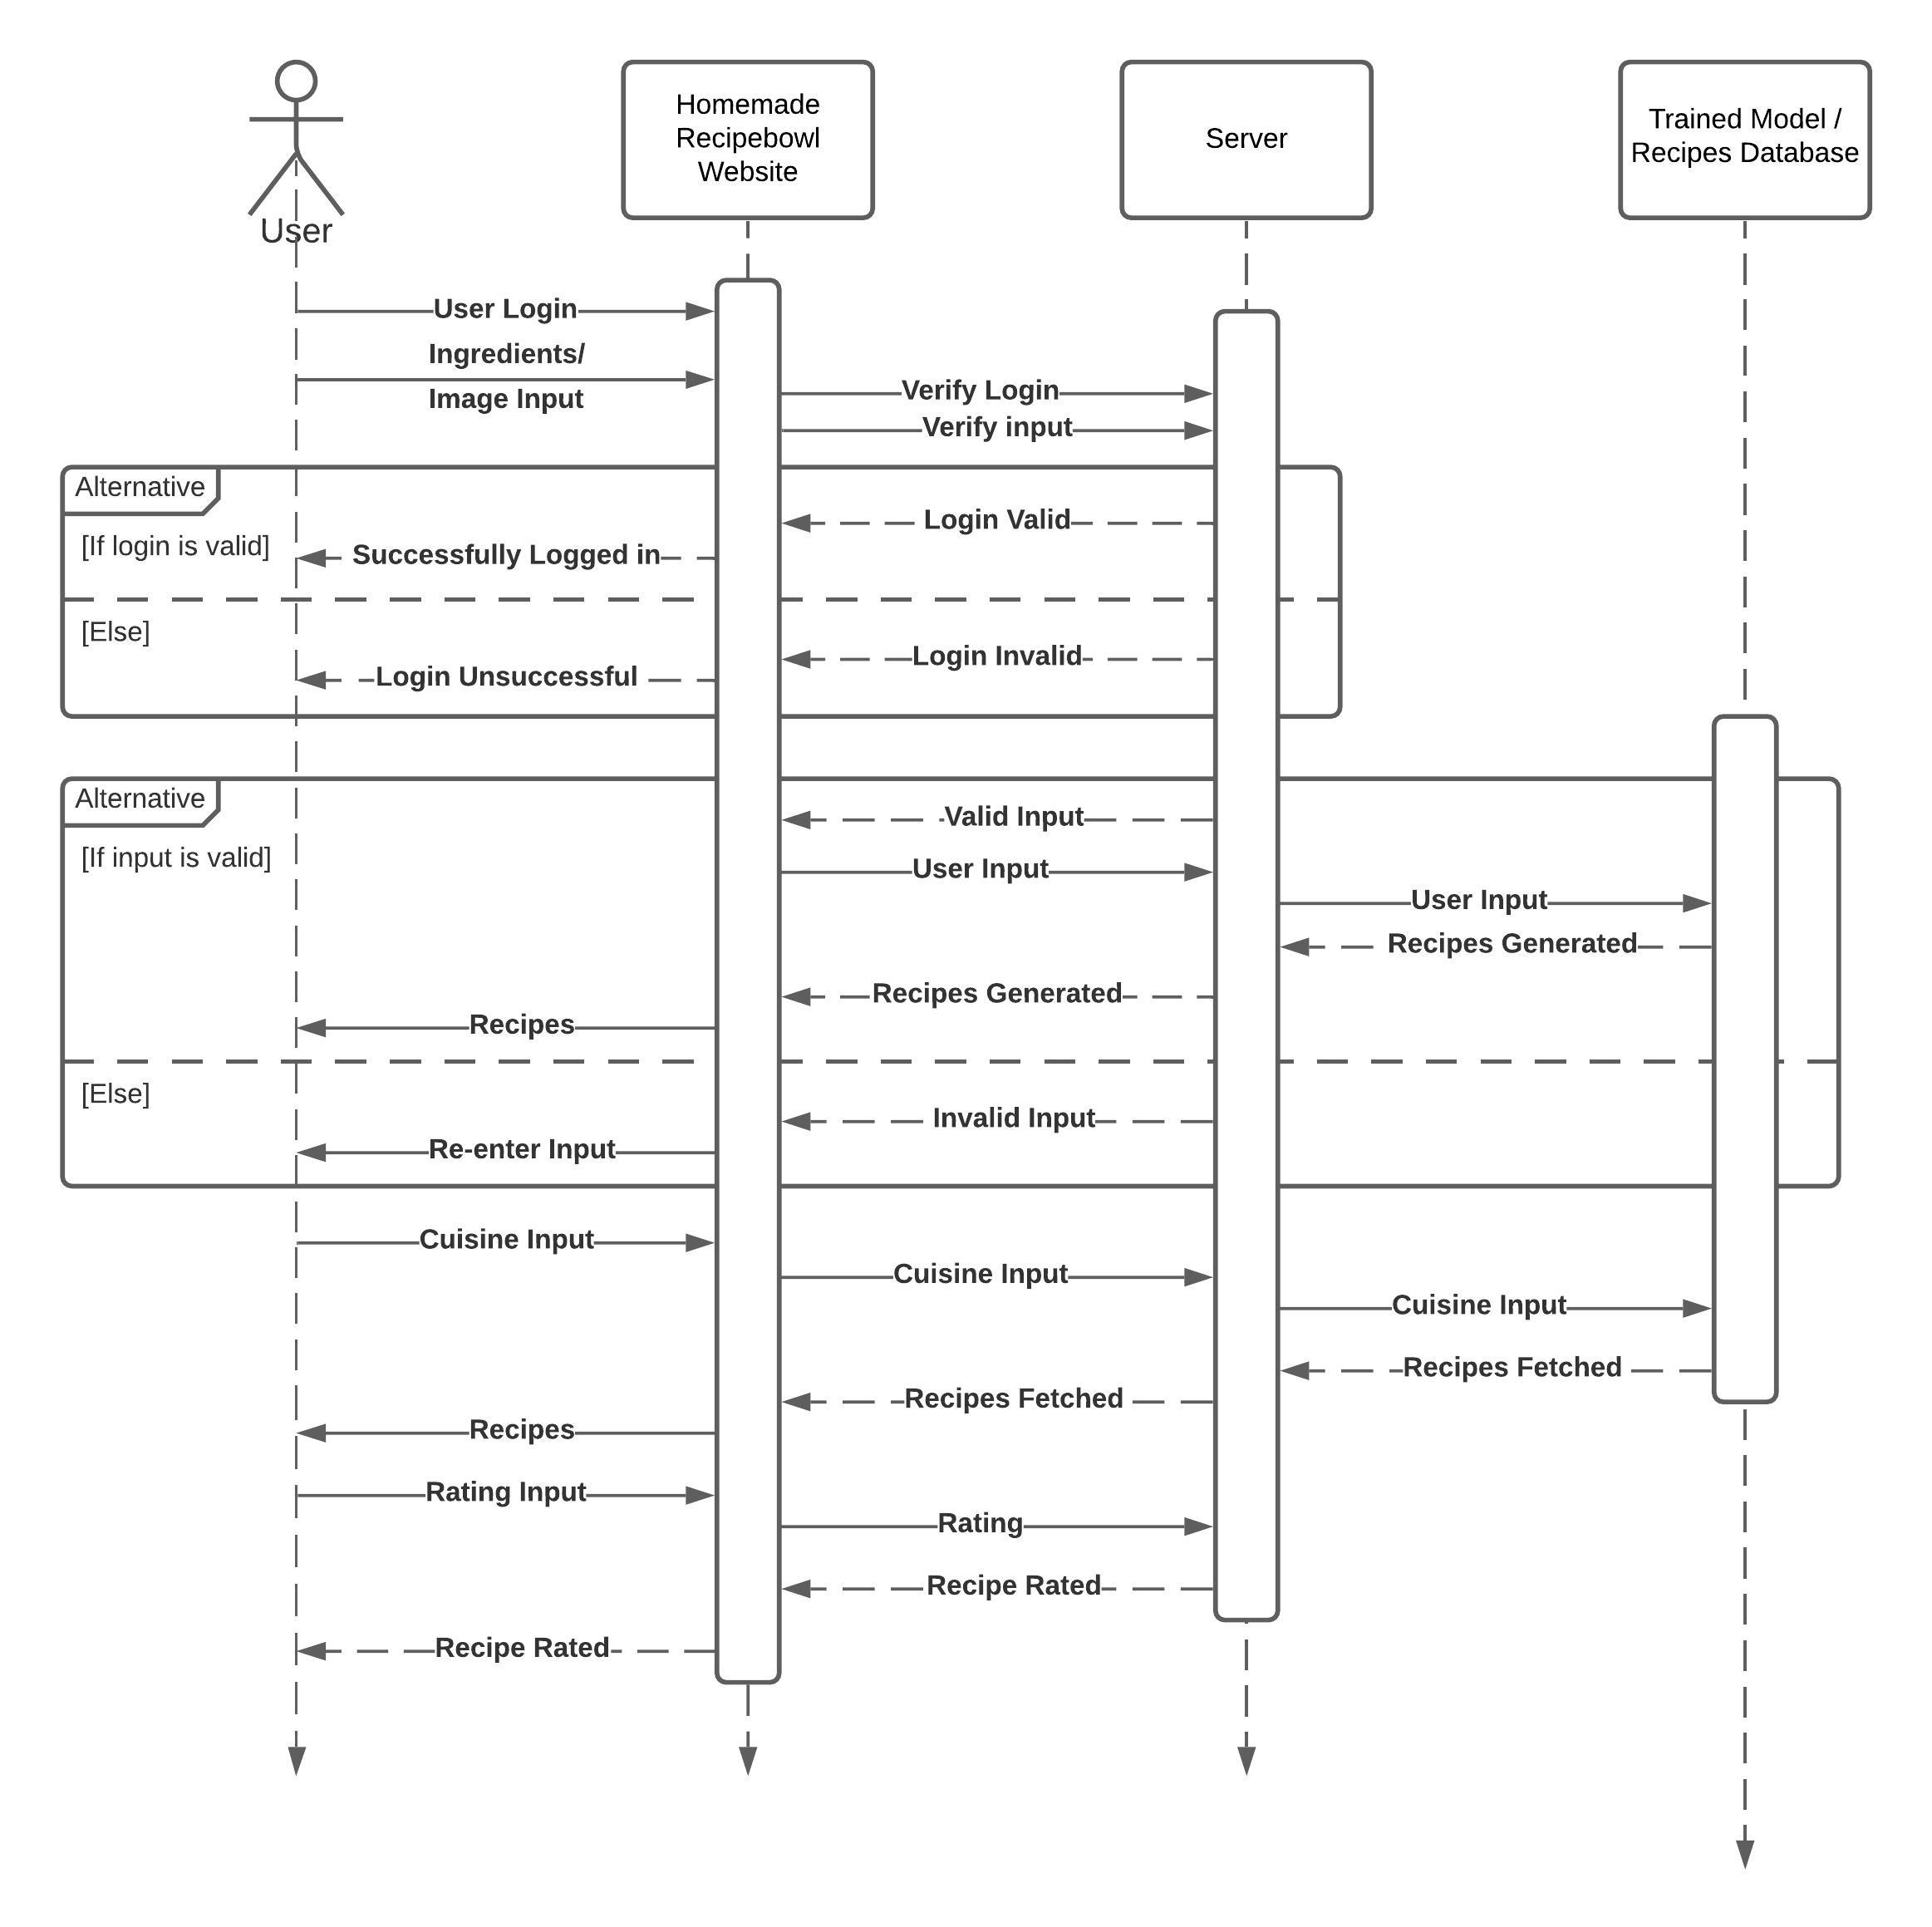 Homemade
Recipebowl
Website
Server
Trained Model /
Recipes Database
User
User Login
Ingredients/
Image Input
Verify Login
Verify input
Alternative
Login Valid
[If login is valid]
Successfully Logged in
[Else]
Login Invalid
Login Unsuccessful
Alternative
Valid Input
[If input is valid]
User Input
User Input
Recipes Generated
Recipes Generated
Recipes
[Else]
Invalid Input
Re-enter Input
Cuisine Input
Cuisine Input
Cuisine Input
Recipes Fetched
Recipes Fetched
Recipes
Rating Input
Rating
Recipe Rated
Recipe Rated